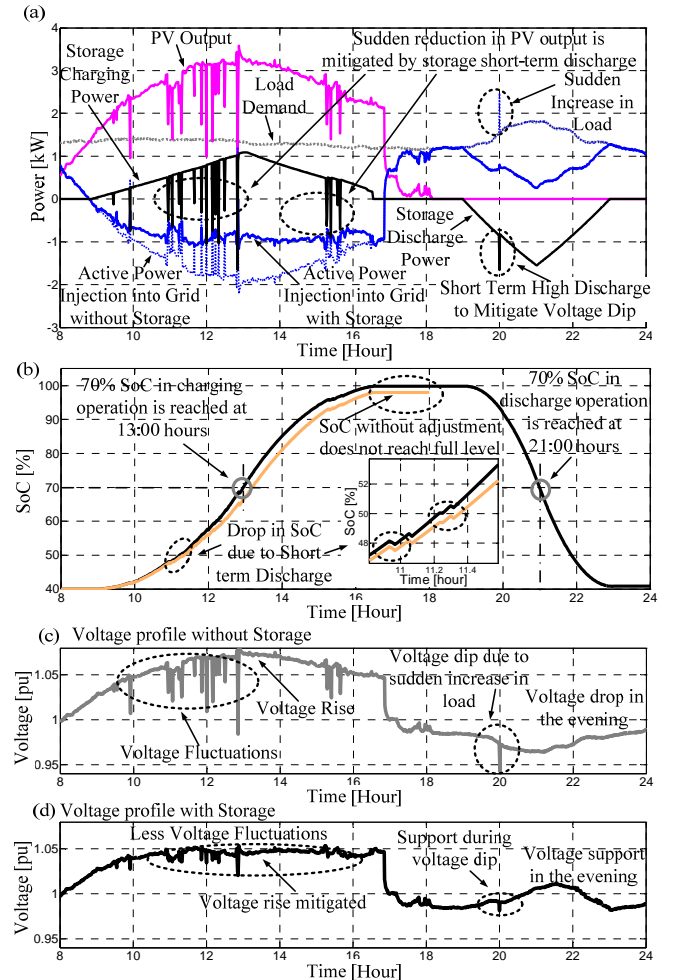 (a)
4
3
2
1
0
-1
-2
-3
Power [kW]
Storage
Charging
Power
PV Output
Load
Demand
Sudden reduction in PV output is
mitigated by storage short-term discharge
Sudden
Increase in
Load
Active Power
Injection into Grid
without Storage
Active Power
Injection into Grid
with Storage
Storage
Discharge
Power
Short Term High Discharge
to Mitigate Voltage Dip
8 10 12 14 16 18 20 22 24
Time [Hour]
(b)
100
90
80
70
60
50
40
SoC [%]
70% SoC in charging
operation is reached at
13:00 hours
SoC without adjustment
does not reach full level
70% SoC in
discharge operation
is reached at
21:00 hours
Drop in SoC
due to Short
term Discharge
SoC [%]
52
50
48
46
11 11.2 11.4
Time [hour]
8 10 12 14 16 18 20 22 24
Time [Hour]
(c)
Voltage profile without Storage
1.05
1
0.95
Voltage [pu]
Voltage Fluctuations
Voltage Rise
Voltage dip due to
sudden increase in
load
Voltage drop in
the evening
8 10 12 14 16 18 20 22 24
Time [Hour]
(d) Voltage profile with Storage
1.05
1
0.95
Voltage [pu]
Less Voltage Fluctuations
Voltage rise mitigated
Support during
voltage dip
Voltage support
in the evening
8 10 12 14 16 18 20 22 24
Time [Hour]